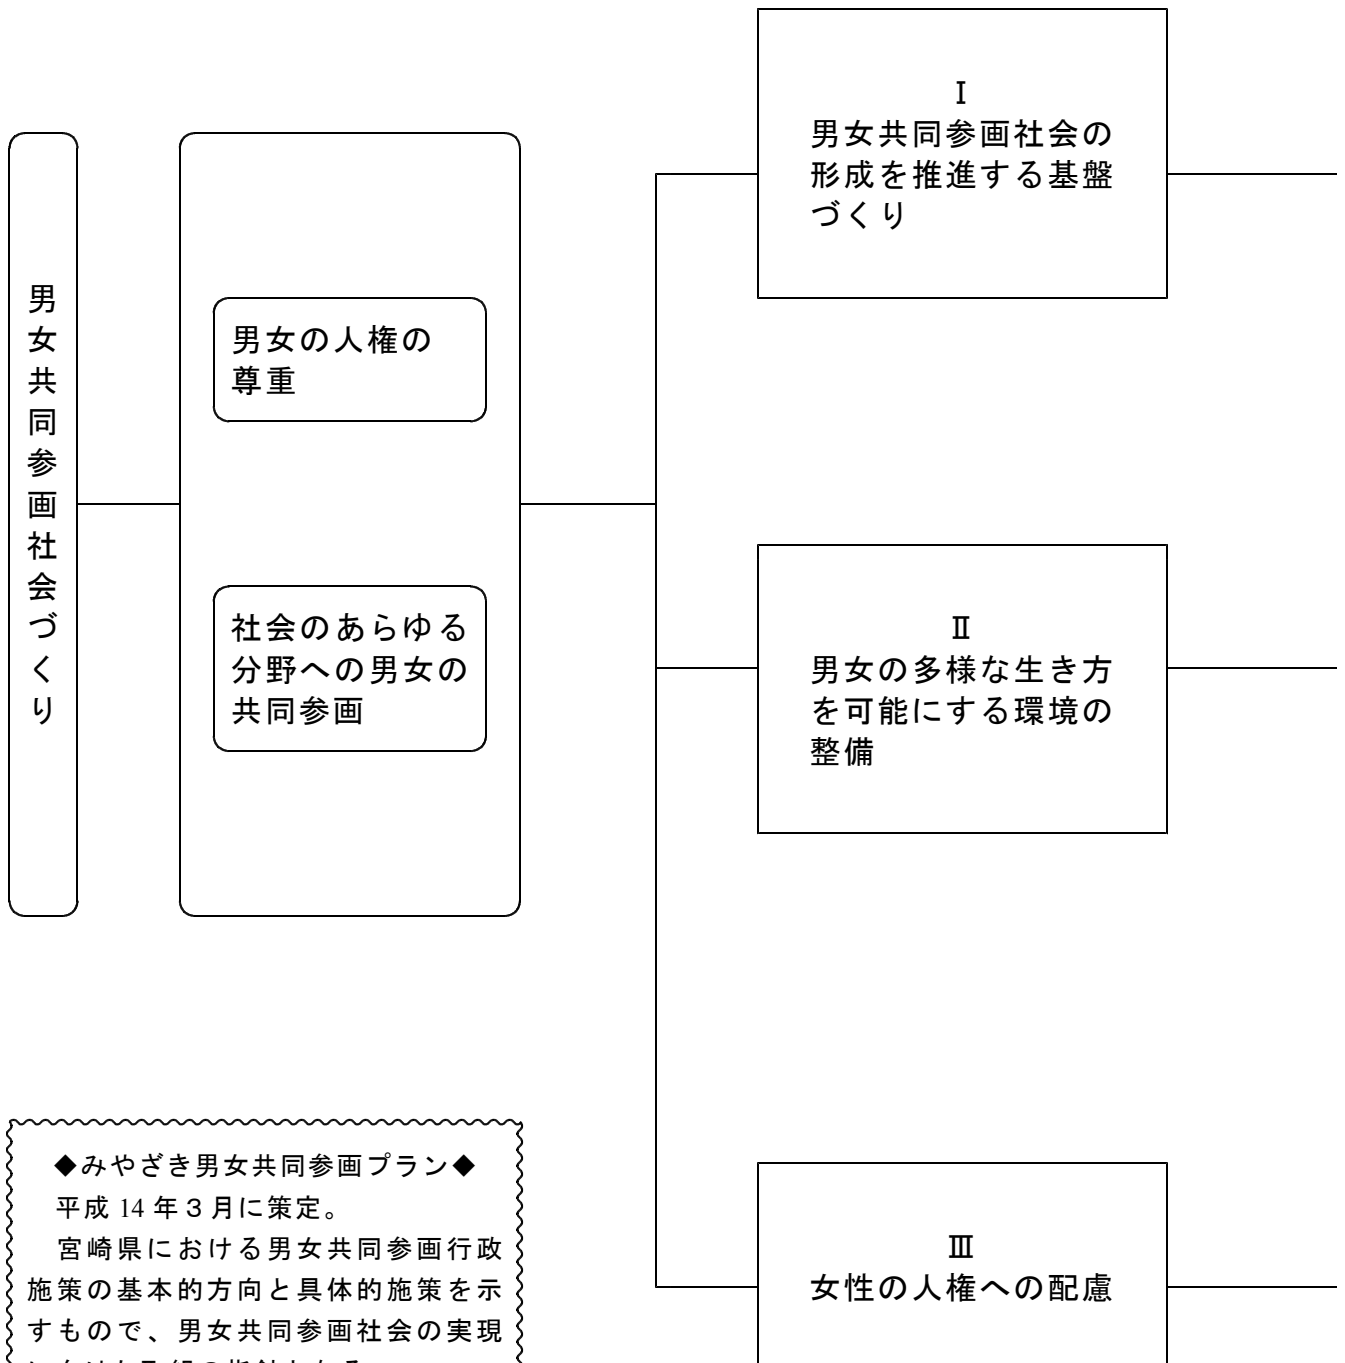 男女共同参画社会づくり
男女の人権の
尊重
社会のあらゆる
分野への男女の
共同参画
Ⅰ
男女共同参画社会の
形成を推進する基盤
づくり
Ⅱ
男女の多様な生き方
を可能にする環境の
整備
Ⅲ
女性の人権への配慮
◆みやざき男女共同参画プラン◆
平成 14 年３月に策定。
宮崎県における男女共同参画行政
施策の基本的方向と具体的施策を示
すもので、男女共同参画社会の実現